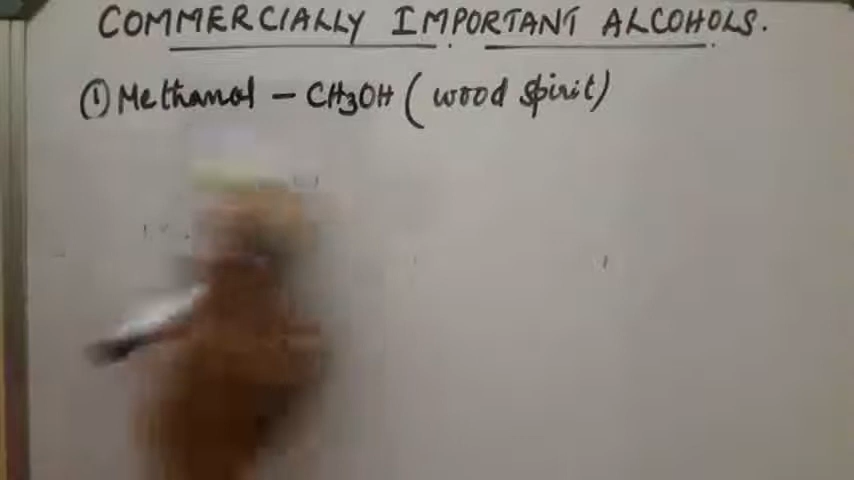 COMMERCIALLY IMPORTANT ALCOHOLS.
① Methanol - CH3OH (wood spirit)